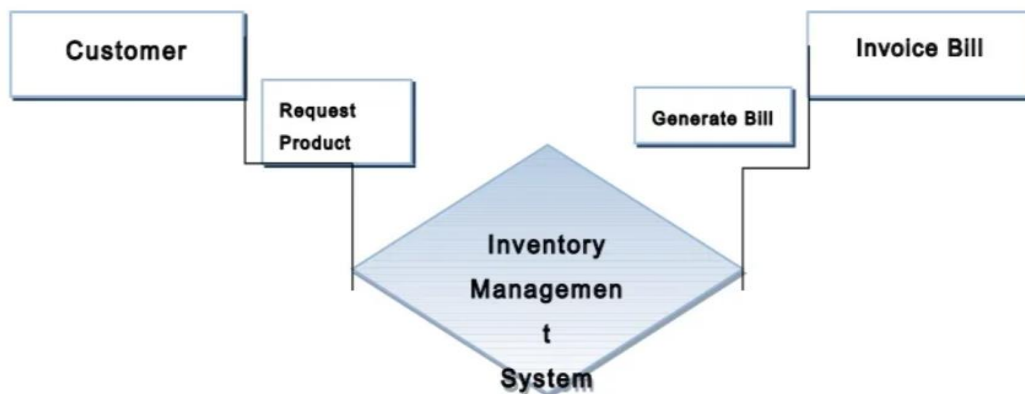 Customer
Invoice Bill
Request
Product
Generate Bill
Inventory
Managemen
t
System